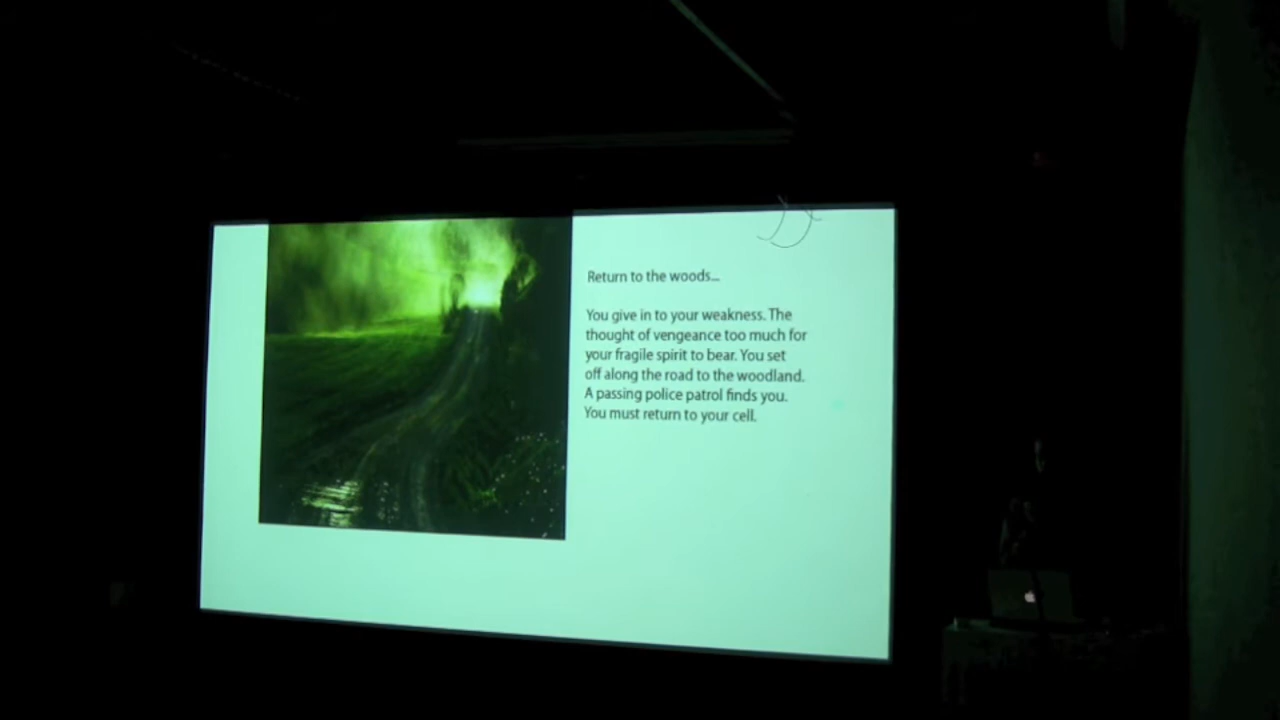 Return to the woods...
You give in to your weakness. The
thought of vengeance too much for
your fragile spirit to bear. You set
off along the road to the woodland.
A passing police patrol finds you.
You must return to your cell.